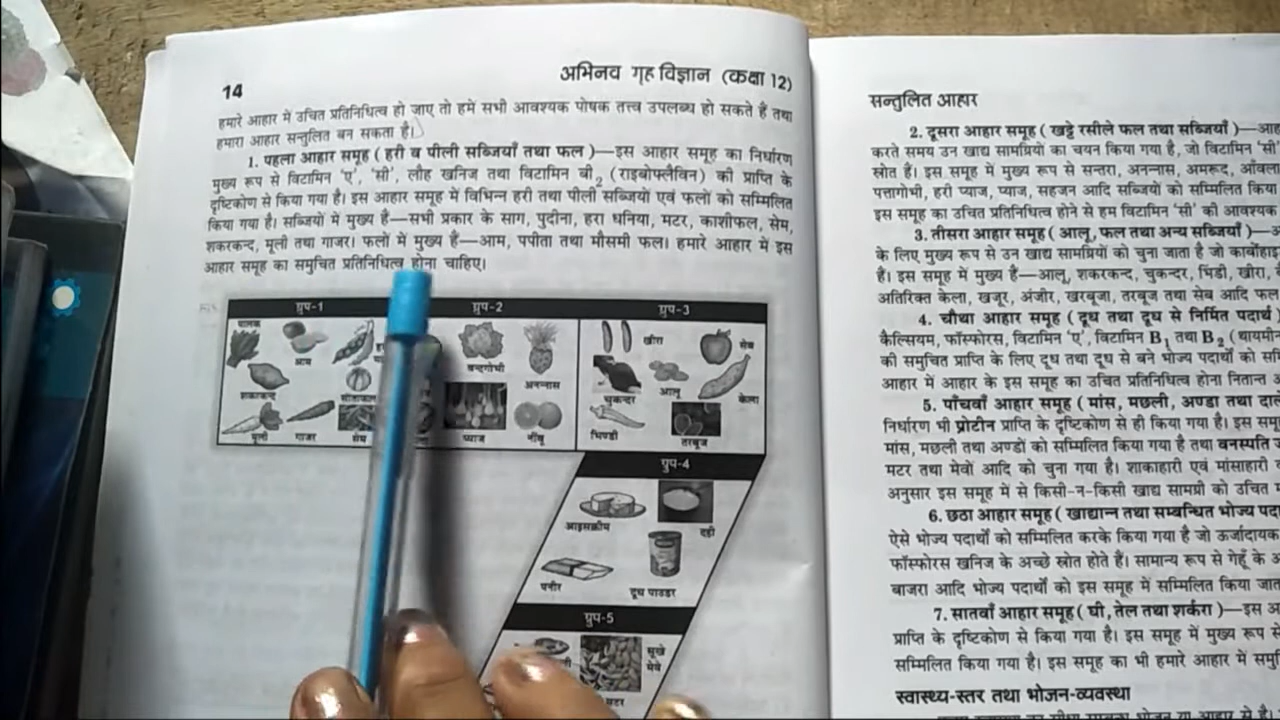 14
अभिनव गृह विज्ञान (कक्षा 12)
हमारे आहार में उचित प्रतिनिधित्व हो जाए तो हमें सभी आवश्यक पोषक तत्त्व उपलब्ध हो सकते हैं तथा
हमारा आहार सन्तुलित बन सकता है।
1. पहला आहार समूह ( हरी व पीली सब्जियाँ तथा फल )—इस आहार समूह का निर्धारण
मुख्य रूप से विटामिन 'ए', 'सी', लौह खनिज तथा विटामिन बी2 (राइबोफ्लैविन) की प्राप्ति के
दृष्टिकोण से किया गया है। इस आहार समूह में विभिन्न हरी तथा पीली सब्जियों एवं फलों को सम्मिलित
किया गया है। सब्जियों में मुख्य हैं—सभी प्रकार के साग, पुदीना, हरा धनिया, मटर, काशीफल, सेम,
शकरकन्द, मूली तथा गाजर। फलों में मुख्य हैं—आम, पपीता तथा मौसमी फल। हमारे आहार में इस
आहार समूह का समुचित प्रतिनिधित्व होना चाहिए।
ग्रुप-1
ग्रुप-2
ग्रुप-3
पालक
आम
शकरकन्द
मूली
गाजर
सेम
बन्दगोभी
अनन्नास
प्याज
नींबू
खीरा
सेब
चुकन्दर
आलू
केला
भिण्डी
तरबूज
ग्रुप-4
आइसक्रीम
दही
पनीर
दूध पाउडर
ग्रुप-5
सूखे
मेवे
मटर
सन्तुलित आहार
2. दूसरा आहार समूह ( खट्टे रसीले फल तथा सब्जियाँ )—
करते समय उन खाद्य सामग्रियों का चयन किया गया है, जो विटामिन 'सी'
स्रोत हैं। इस समूह में मुख्य रूप से सन्तरा, अनन्नास, अमरूद, आँवला
पत्तागोभी, हरी प्याज, प्याज, सहजन आदि सब्जियों को सम्मिलित किया
इस समूह का उचित प्रतिनिधित्व होने से हम विटामिन 'सी' की आवश्यक
3. तीसरा आहार समूह ( आलू, फल तथा अन्य सब्जियाँ )—
के लिए मुख्य रूप से उन खाद्य सामग्रियों को चुना जाता है जो
हैं। इस समूह में मुख्य हैं—आलू, शकरकन्द, चुकन्दर, भिंडी, खीरा,
अतिरिक्त केला, खजूर, अंजीर, खरबूजा, तरबूज तथा सेब आदि फल
4. चौथा आहार समूह ( दूध तथा दूध से निर्मित पदार्थ )
कैल्सियम, फॉस्फोरस, विटामिन 'ए', विटामिन B1 तथा B2
की समुचित प्राप्ति के लिए दूध तथा दूध से बने भोज्य पदार्थों को
आहार में आहार के इस समूह का उचित प्रतिनिधित्व होना नितान्त
5. पाँचवाँ आहार समूह ( मांस, मछली, अण्डा तथा
निर्धारण भी प्रोटीन प्राप्ति के दृष्टिकोण से ही किया गया है। इस
मांस, मछली तथा अण्डों को सम्मिलित किया गया है तथा वनस्पति
मटर तथा मेवों आदि को चुना गया है। शाकाहारी एवं मांसाहारी
अनुसार इस समूह में से किसी-न-किसी खाद्य सामग्री को उचित
6. छठा आहार समूह ( खाद्यान्न तथा सम्बन्धित भोज्य
ऐसे भोज्य पदार्थों को सम्मिलित करके किया गया है जो ऊर्जादायक
फॉस्फोरस खनिज के अच्छे स्रोत होते हैं। सामान्य रूप से गेहूँ के
बाजरा आदि भोज्य पदार्थों को इस समूह में सम्मिलित किया
7. सातवाँ आहार समूह ( घी, तेल तथा शर्करा )—इस
प्राप्ति के दृष्टिकोण से किया गया है। इस समूह में मुख्य रूप
सम्मिलित किया गया है। इस समूह का भी हमारे आहार में
स्वास्थ्य-स्तर तथा भोजन-व्यवस्था